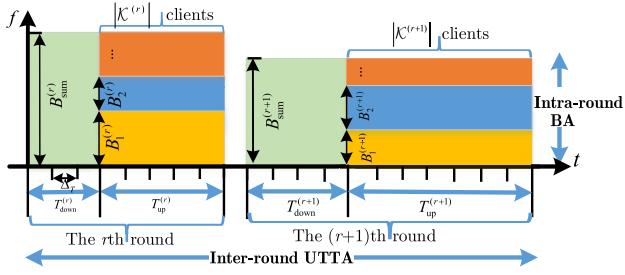 f
|𝒦^(r)| clients
|𝒦^(r+1)| clients
...
...
B_sum^(r)
B_2^(r)
B_1^(r)
B_sum^(r+1)
B_2^(r+1)
B_1^(r+1)
Intra-round
BA
t
Δ_T
T_down^(r)
T_up^(r)
T_down^(r+1)
T_up^(r+1)
The rth round
The (r+1)th round
Inter-round UTTA